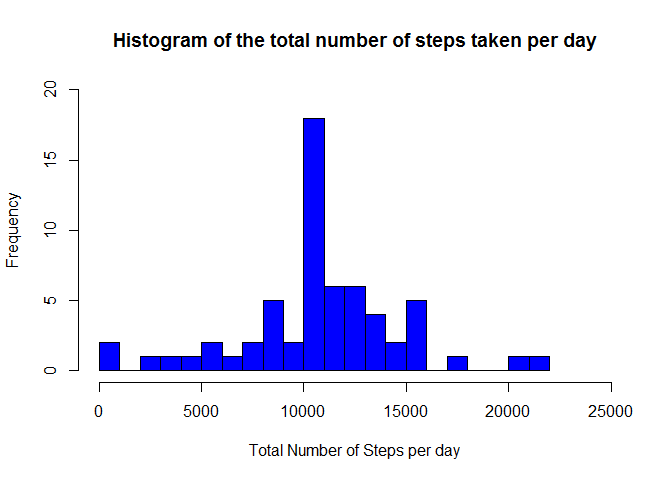 Histogram of the total number of steps taken per day
20
15
10
5
0
Frequency
0 5000 10000 15000 20000 25000
Total Number of Steps per day